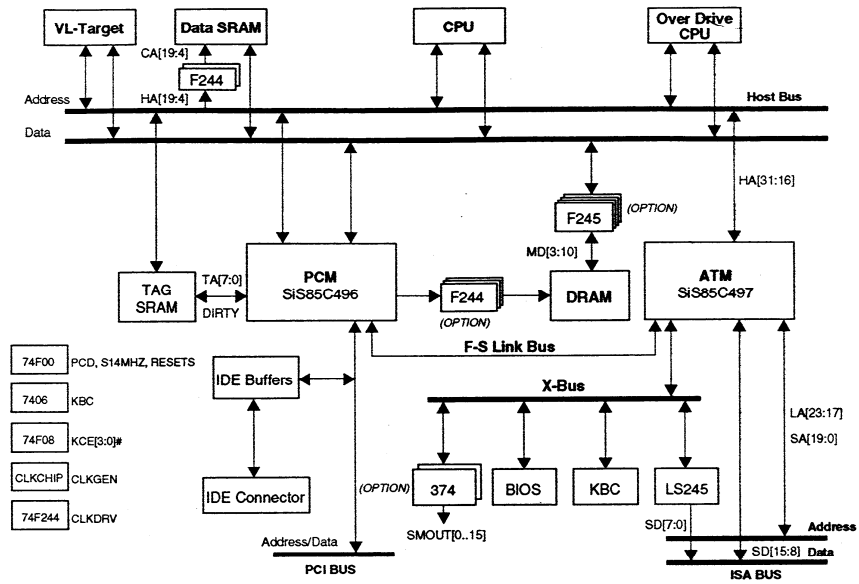 VL-Target
Data SRAM
CPU
Over Drive
CPU
CA[19:4]
F244
Address
HA[19:4]
Host Bus
Data
HA[31:16]
F245
(OPTION)
MD[3:10]
PCM
SiS85C496
ATM
SiS85C497
TAG
SRAM
TA[7:0]
DIRTY
F244
(OPTION)
DRAM
F-S Link Bus
74F00
PCD, S14MHZ, RESETS
IDE Buffers
X-Bus
7406
KBC
LA[23:17]
SA[19:0]
74F08
KCE[3:0]#
CLKCHIP
CLKGEN
IDE Connector
(OPTION)
374
BIOS
KBC
LS245
74F244
CLKDRV
SMOUT[0..15]
SD[7:0]
Address
Address/Data
SD[15:8]
Data
PCI BUS
ISA BUS